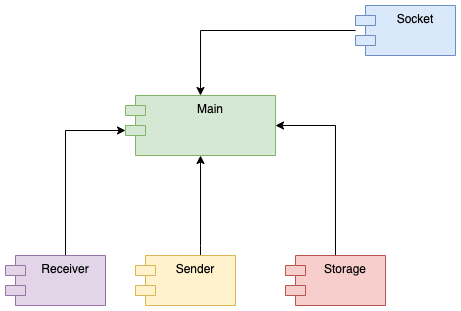 Socket
Main
Receiver
Sender
Storage